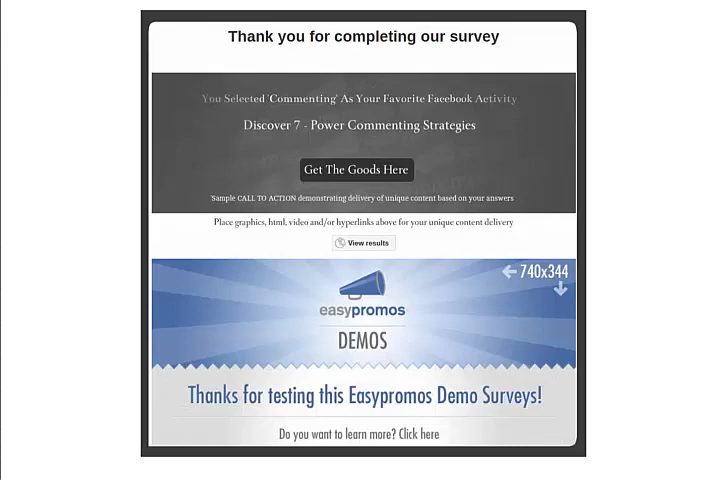 Thank you for completing our survey
You Selected 'Commenting' As Your Favorite Facebook Activity
Discover 7 - Power Commenting Strategies
Get The Goods Here
*Sample CALL TO ACTION demonstrating delivery of unique content based on your answers
Place graphics, html, video and/or hyperlinks above for your unique content delivery
View results
740x344
easypromos
DEMOS
Thanks for testing this Easypromos Demo Surveys!
Do you want to learn more? Click here